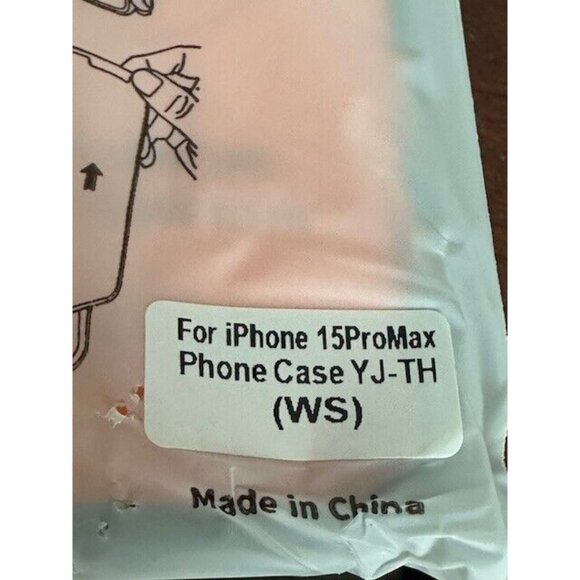 For iPhone 15ProMax
Phone Case YJ-TH
(WS)
Made in China